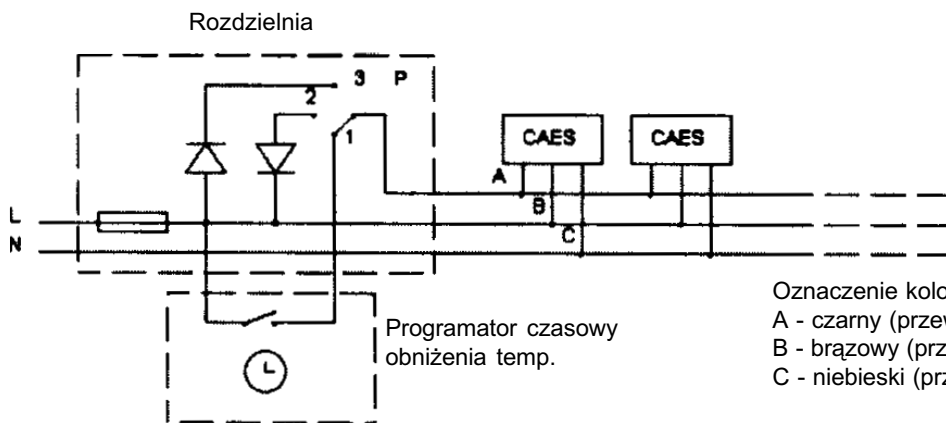 Rozdzielnia
3 P
2
1
CAES CAES
A
B
C
L
N
Programator czasowy
obniżenia temp.
Oznaczenie kolo
A - czarny (przew
B - brązowy (prz
C - niebieski (prz